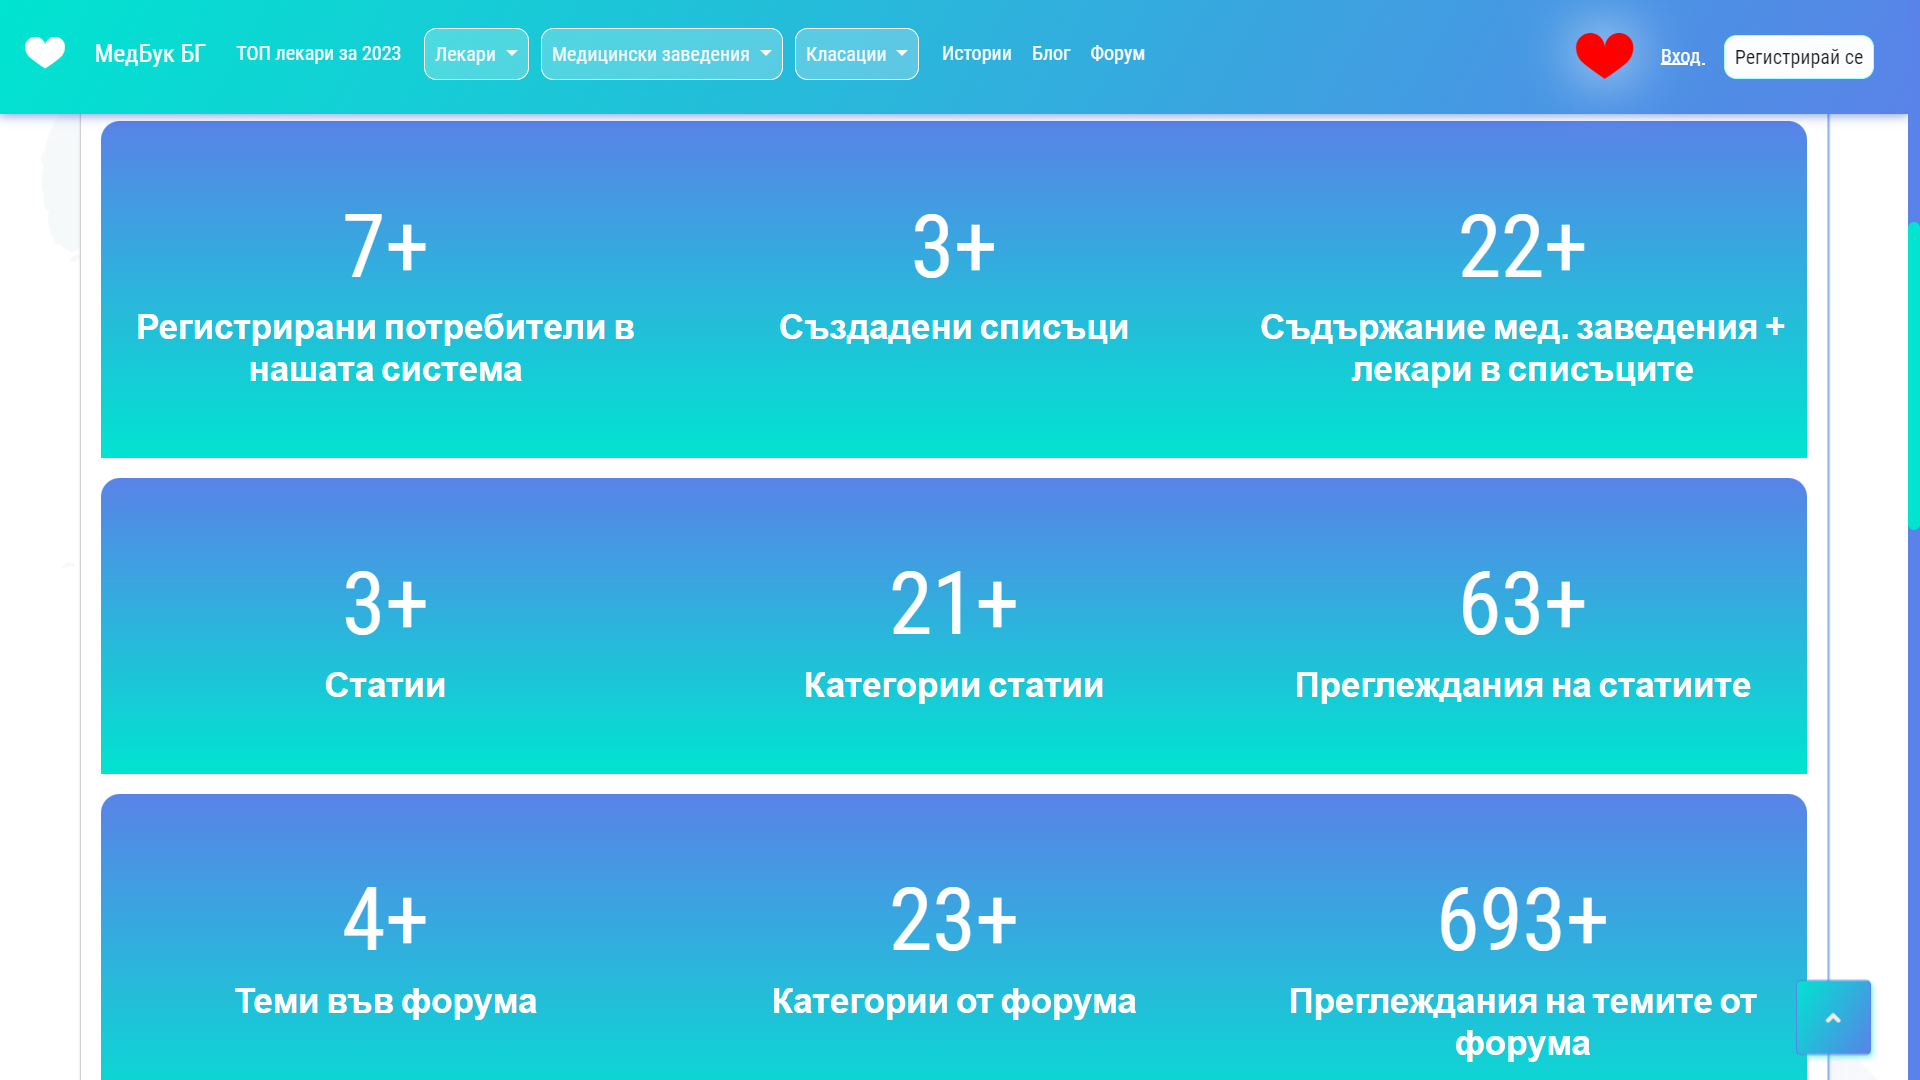 МедБук БГ
ТОП лекари за 2023
Лекари
Медицински заведения
Класации
Истории
Блог
Форум
Вход
Регистрирай се
7+
Регистрирани потребители в
нашата система
3+
Създадени списъци
22+
Съдържание мед. заведения +
лекари в списъците
3+
Статии
21+
Категории статии
63+
Преглеждания на статиите
4+
Теми във форума
23+
Категории от форума
693+
Преглеждания на темите от
форума